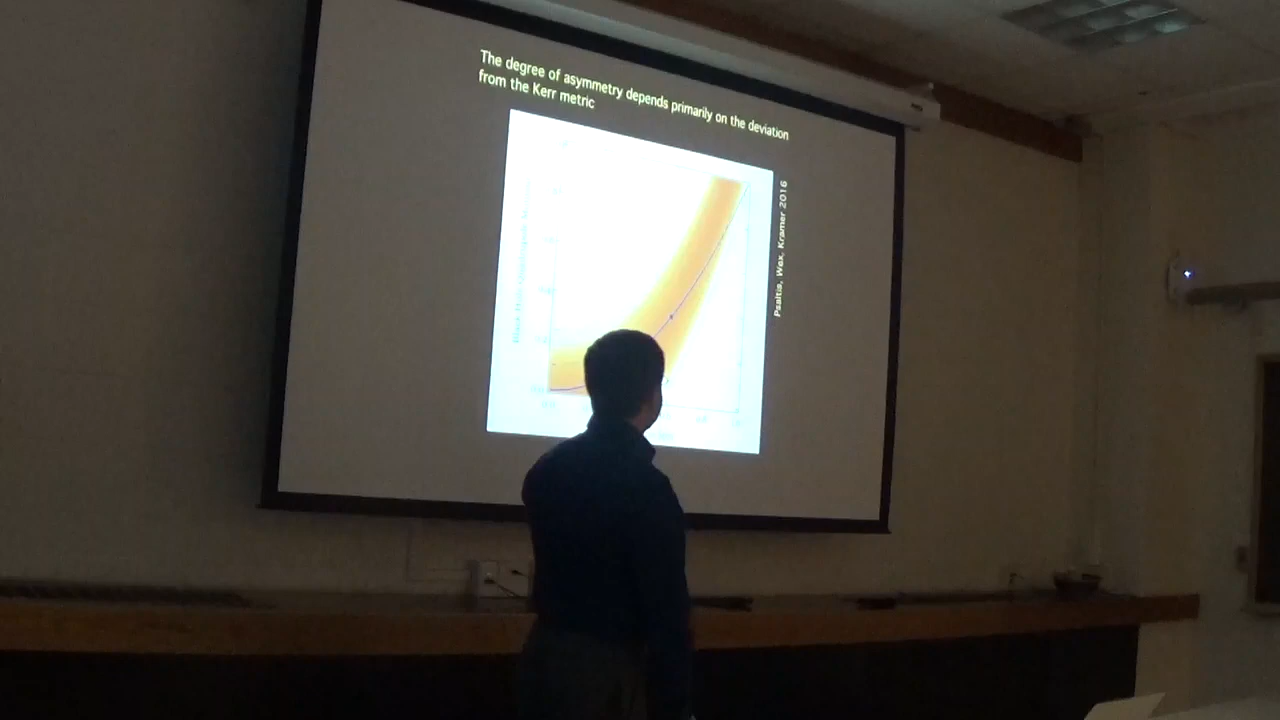 The degree of asymmetry depends primarily on the deviation
from the Kerr metric
Psaltis, Wex, Kramer 2016